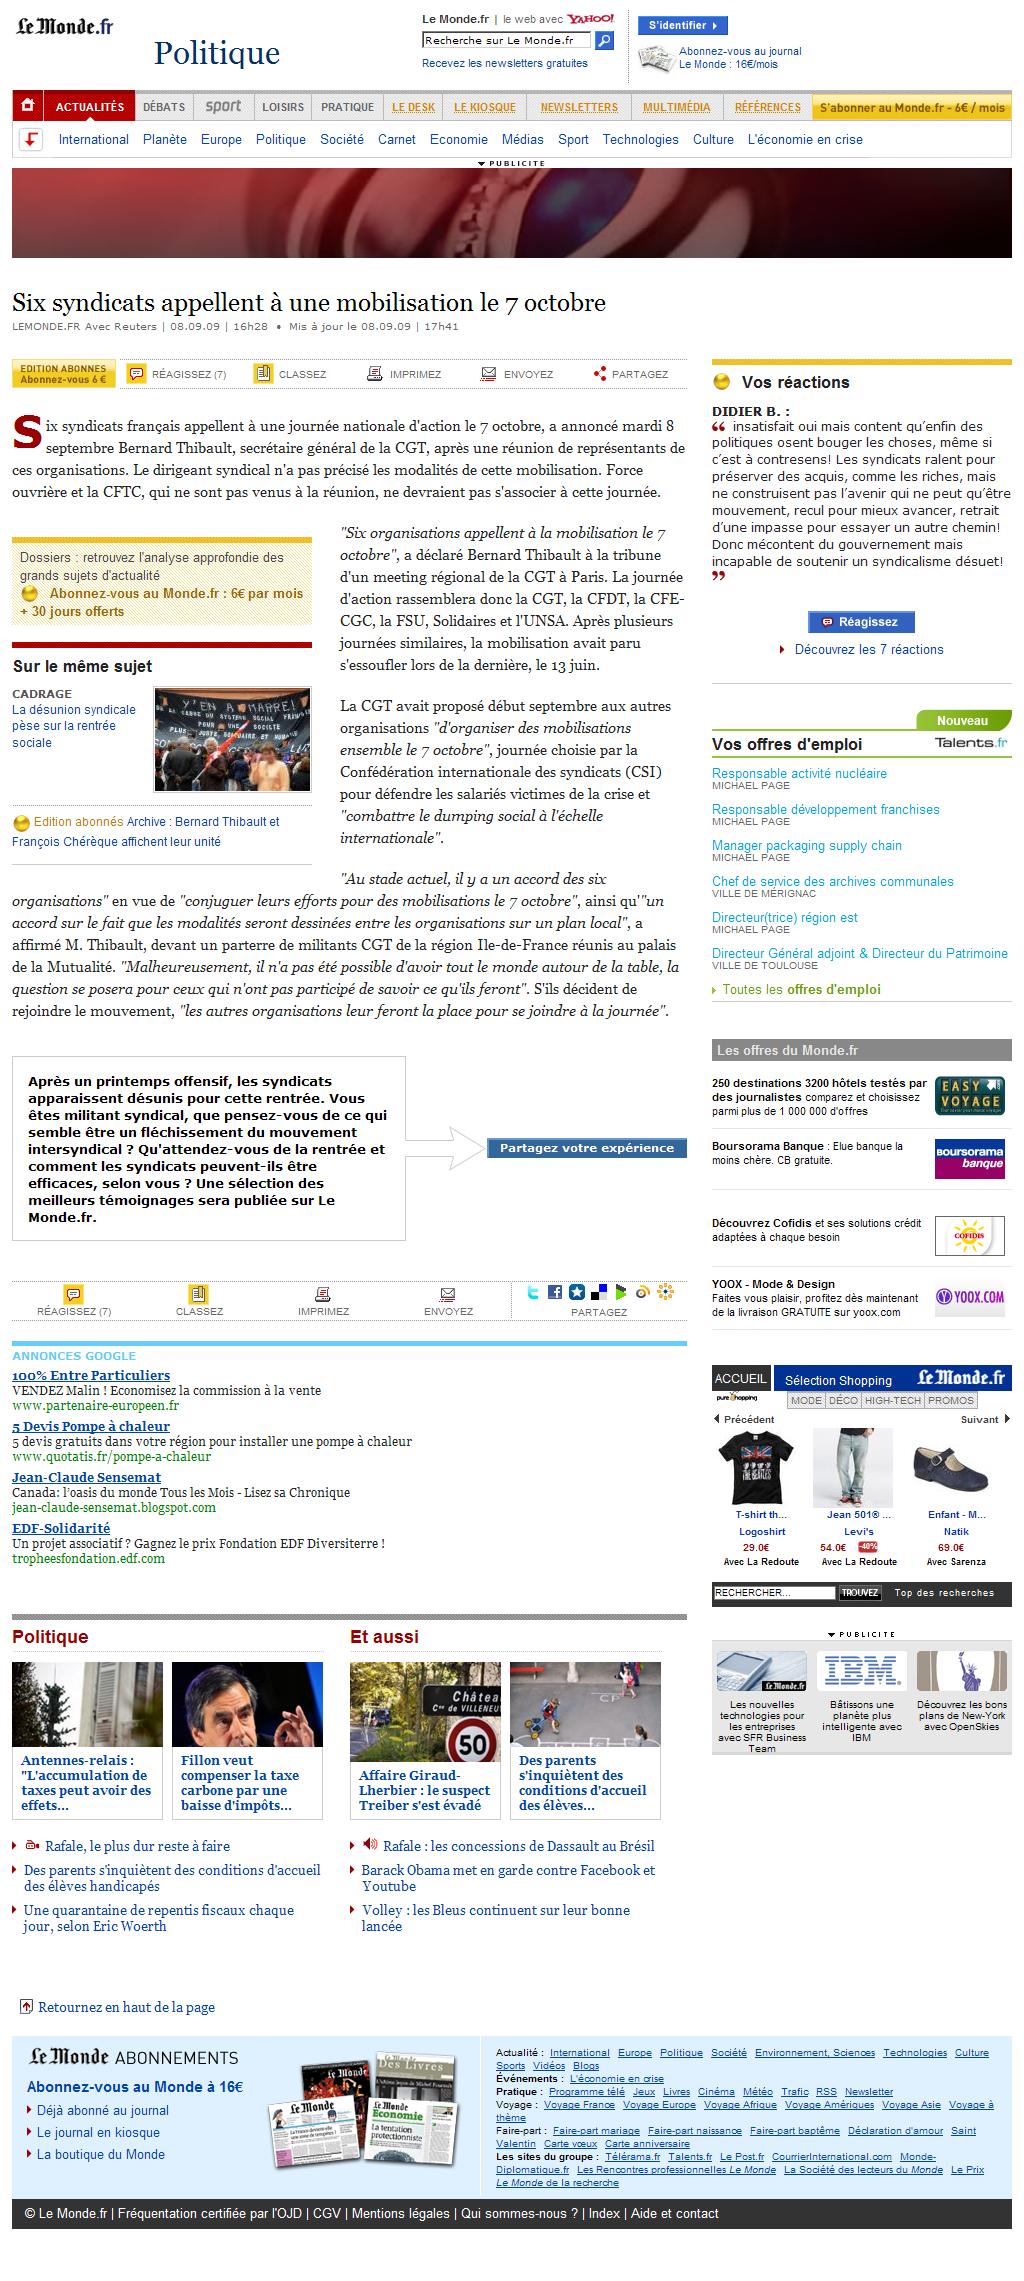 Le Monde.fr
Politique
Le Monde.fr | le web avec YAHOO!
Recherche sur Le Monde.fr
Recevez les newsletters gratuites
S'identifier
Abonnez-vous au journal
Le Monde : 16€/mois
ACTUALITÉS DÉBATS sport LOISIRS PRATIQUE LE DESK LE KIOSQUE NEWSLETTERS MULTIMÉDIA RÉFÉRENCES S'abonner au Monde.fr - 6€ / mois
International Planète Europe Politique Société Carnet Economie Médias Sport Technologies Culture L'économie en crise
PUBLICITE
Six syndicats appellent à une mobilisation le 7 octobre
LEMONDE.FR Avec Reuters | 08.09.09 | 16h28 • Mis à jour le 08.09.09 | 17h41
EDITION ABONNES
Abonnez-vous 6 €
RÉAGISSEZ (7) CLASSEZ IMPRIMEZ ENVOYEZ PARTAGEZ
Six syndicats français appellent à une journée nationale d'action le 7 octobre, a annoncé mardi 8
septembre Bernard Thibault, secrétaire général de la CGT, après une réunion de représentants de
ces organisations. Le dirigeant syndical n'a pas précisé les modalités de cette mobilisation. Force
ouvrière et la CFTC, qui ne sont pas venus à la réunion, ne devraient pas s'associer à cette journée.
Dossiers : retrouvez l'analyse approfondie des
grands sujets d'actualité
Abonnez-vous au Monde.fr : 6€ par mois
+ 30 jours offerts
Sur le même sujet
CADRAGE
La désunion syndicale
pèse sur la rentrée
sociale
Y'EN A MARRE!
Edition abonnés Archive : Bernard Thibault et
François Chérèque affichent leur unité
"Six organisations appellent à la mobilisation le 7
octobre", a déclaré Bernard Thibault à la tribune
d'un meeting régional de la CGT à Paris. La journée
d'action rassemblera donc la CGT, la CFDT, la CFE-
CGC, la FSU, Solidaires et l'UNSA. Après plusieurs
journées similaires, la mobilisation avait paru
s'essoufler lors de la dernière, le 13 juin.
La CGT avait proposé début septembre aux autres
organisations "d'organiser des mobilisations
ensemble le 7 octobre", journée choisie par la
Confédération internationale des syndicats (CSI)
pour défendre les salariés victimes de la crise et
"combattre le dumping social à l'échelle
internationale".
"Au stade actuel, il y a un accord des six
organisations" en vue de "conjuguer leurs efforts pour des mobilisations le 7 octobre", ainsi qu'"un
accord sur le fait que les modalités seront dessinées entre les organisations sur un plan local", a
affirmé M. Thibault, devant un parterre de militants CGT de la région Ile-de-France réunis au palais
de la Mutualité. "Malheureusement, il n'a pas été possible d'avoir tout le monde autour de la table, la
question se posera pour ceux qui n'ont pas participé de savoir ce qu'ils feront". S'ils décident de
rejoindre le mouvement, "les autres organisations leur feront la place pour se joindre à la journée".
Après un printemps offensif, les syndicats
apparaissent désunis pour cette rentrée. Vous
êtes militant syndical, que pensez-vous de ce qui
semble être un fléchissement du mouvement
intersyndical ? Qu'attendez-vous de la rentrée et
comment les syndicats peuvent-ils être
efficaces, selon vous ? Une sélection des
meilleurs témoignages sera publiée sur Le
Monde.fr.
Partagez votre expérience
RÉAGISSEZ (7) CLASSEZ IMPRIMEZ ENVOYEZ PARTAGEZ
ANNONCES GOOGLE
100% Entre Particuliers
VENDEZ Malin ! Economisez la commission à la vente
www.partenaire-europeen.fr
5 Devis Pompe à chaleur
5 devis gratuits dans votre région pour installer une pompe à chaleur
www.quotatis.fr/pompe-a-chaleur
Jean-Claude Sensemat
Canada: l'oasis du monde Tous les Mois - Lisez sa Chronique
jean-claude-sensemat.blogspot.com
EDF-Solidarité
Un projet associatif ? Gagnez le prix Fondation EDF Diversiterre !
tropheesfondation.edf.com
Politique
Antennes-relais :
"L'accumulation de
taxes peut avoir des
effets...
Fillon veut
compenser la taxe
carbone par une
baisse d'impôts...
Rafale, le plus dur reste à faire
Des parents s'inquiètent des conditions d'accueil
des élèves handicapés
Une quarantaine de repentis fiscaux chaque
jour, selon Eric Woerth
Et aussi
Châtea
Cne de VILLENEUV
50
Affaire Giraud-
Lherbier : le suspect
Treiber s'est évadé
Des parents
s'inquiètent des
conditions d'accueil
des élèves...
Rafale : les concessions de Dassault au Brésil
Barack Obama met en garde contre Facebook et
Youtube
Volley : les Bleus continuent sur leur bonne
lancée
Vos réactions
DIDIER B. :
insatisfait oui mais content qu’enfin des
politiques osent bouger les choses, même si
c’est à contresens! Les syndicats ralent pour
préserver des acquis, comme les riches, mais
ne construisent pas l’avenir qui ne peut qu’être
mouvement, recul pour mieux avancer, retrait
d’une impasse pour essayer un autre chemin!
Donc mécontent du gouvernement mais
incapable de soutenir un syndicalisme désuet!
Réagissez
Découvrez les 7 réactions
Nouveau
Vos offres d'emploi Talents.fr
Responsable activité nucléaire
MICHAEL PAGE
Responsable développement franchises
MICHAEL PAGE
Manager packaging supply chain
MICHAEL PAGE
Chef de service des archives communales
VILLE DE MÉRIGNAC
Directeur(trice) région est
MICHAEL PAGE
Directeur Général adjoint & Directeur du Patrimoine
VILLE DE TOULOUSE
Toutes les offres d'emploi
Les offres du Monde.fr
250 destinations 3200 hôtels testés par
des journalistes comparez et choisissez
parmi plus de 1 000 000 d'offres
EASY
VOYAGE
Boursorama Banque : Elue banque la
moins chère. CB gratuite.
BOURSORAMA
banque
Découvrez Cofidis et ses solutions crédit
adaptées à chaque besoin
COFIDIS
YOOX - Mode & Design
Faites vous plaisir, profitez dès maintenant
de la livraison GRATUITE sur yoox.com
YOOX.COM
ACCUEIL Sélection Shopping Le Monde.fr
pure shopping
MODE DÉCO HIGH-TECH PROMOS
Précédent Suivant
THE BEATLES
T-shirt th... Jean 501® ... Enfant - M...
Logoshirt Levi's Natik
29.0€ 54.0€ -40% 69.0€
Avec La Redoute Avec La Redoute Avec Sarenza
RECHERCHER... TROUVEZ Top des recherches
PUBLICITE
Le Monde.fr
IBM
Les nouvelles
technologies pour
les entreprises
avec SFR Business
Team
Bâtissons une
planète plus
intelligente avec
IBM
Découvrez les bons
plans de New-York
avec OpenSkies
Retournez en haut de la page
Le Monde ABONNEMENTS
Abonnez-vous au Monde à 16€
Déjà abonné au journal
Le journal en kiosque
La boutique du Monde
Le Monde
Des Livres
Le Monde
Economie
La tentation
protectionniste
Actualité : International Europe Politique Société Environnement, Sciences Technologies Culture
Sports Vidéos Blogs
Événements : L'économie en crise
Pratique : Programme télé Jeux Livres Cinéma Météo Trafic RSS Newsletter
Voyage : Voyage France Voyage Europe Voyage Afrique Voyage Amériques Voyage Asie Voyage à
thème
Faire-part : Faire-part mariage Faire-part naissance Faire-part baptême Déclaration d'amour Saint
Valentin Carte vœux Carte anniversaire
Les sites du groupe : Télérama.fr Talents.fr Le Post.fr CourrierInternational.com Monde-
Diplomatique.fr Les Rencontres professionnelles Le Monde La Société des lecteurs du Monde Le Prix
Le Monde de la recherche
© Le Monde.fr | Fréquentation certifiée par l'OJD | CGV | Mentions légales | Qui sommes-nous ? | Index | Aide et contact